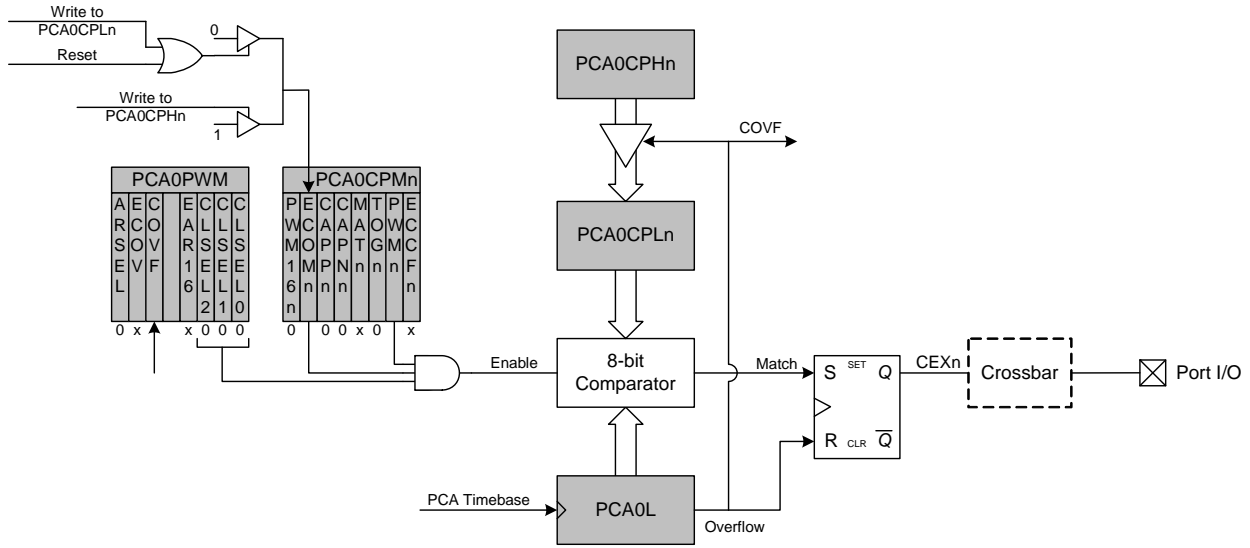 Write to
PCA0CPLn
Reset
0
Write to
PCA0CPHn
1
PCA0CPHn
COVF
PCA0PWM
ARSEL
ECOV
COVF
EAR16
CLSEL2
CLSEL1
CLSEL0
0 x x 0 0 0
PCA0CPMn
PWM16n
ECOMn
CAPPn
CAPNn
MATn
TOGn
PWMn
ECCFn
0 0 0 x 0 x
PCA0CPLn
Enable
8-bit
Comparator
Match
S SET Q
R CLR Q
CEXn
Crossbar
Port I/O
PCA Timebase
PCA0L
Overflow